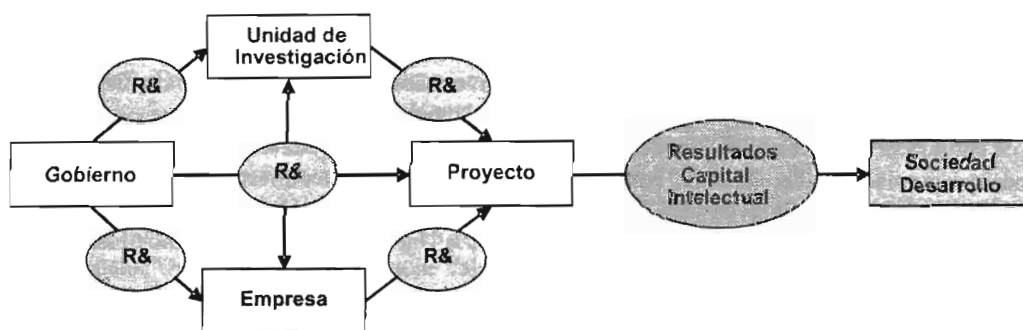 Unidad de
Investigación
R&
R&
Gobierno
R&
Proyecto
Resultados
Capital
Intelectual
Sociedad
Desarrollo
R&
R&
Empresa